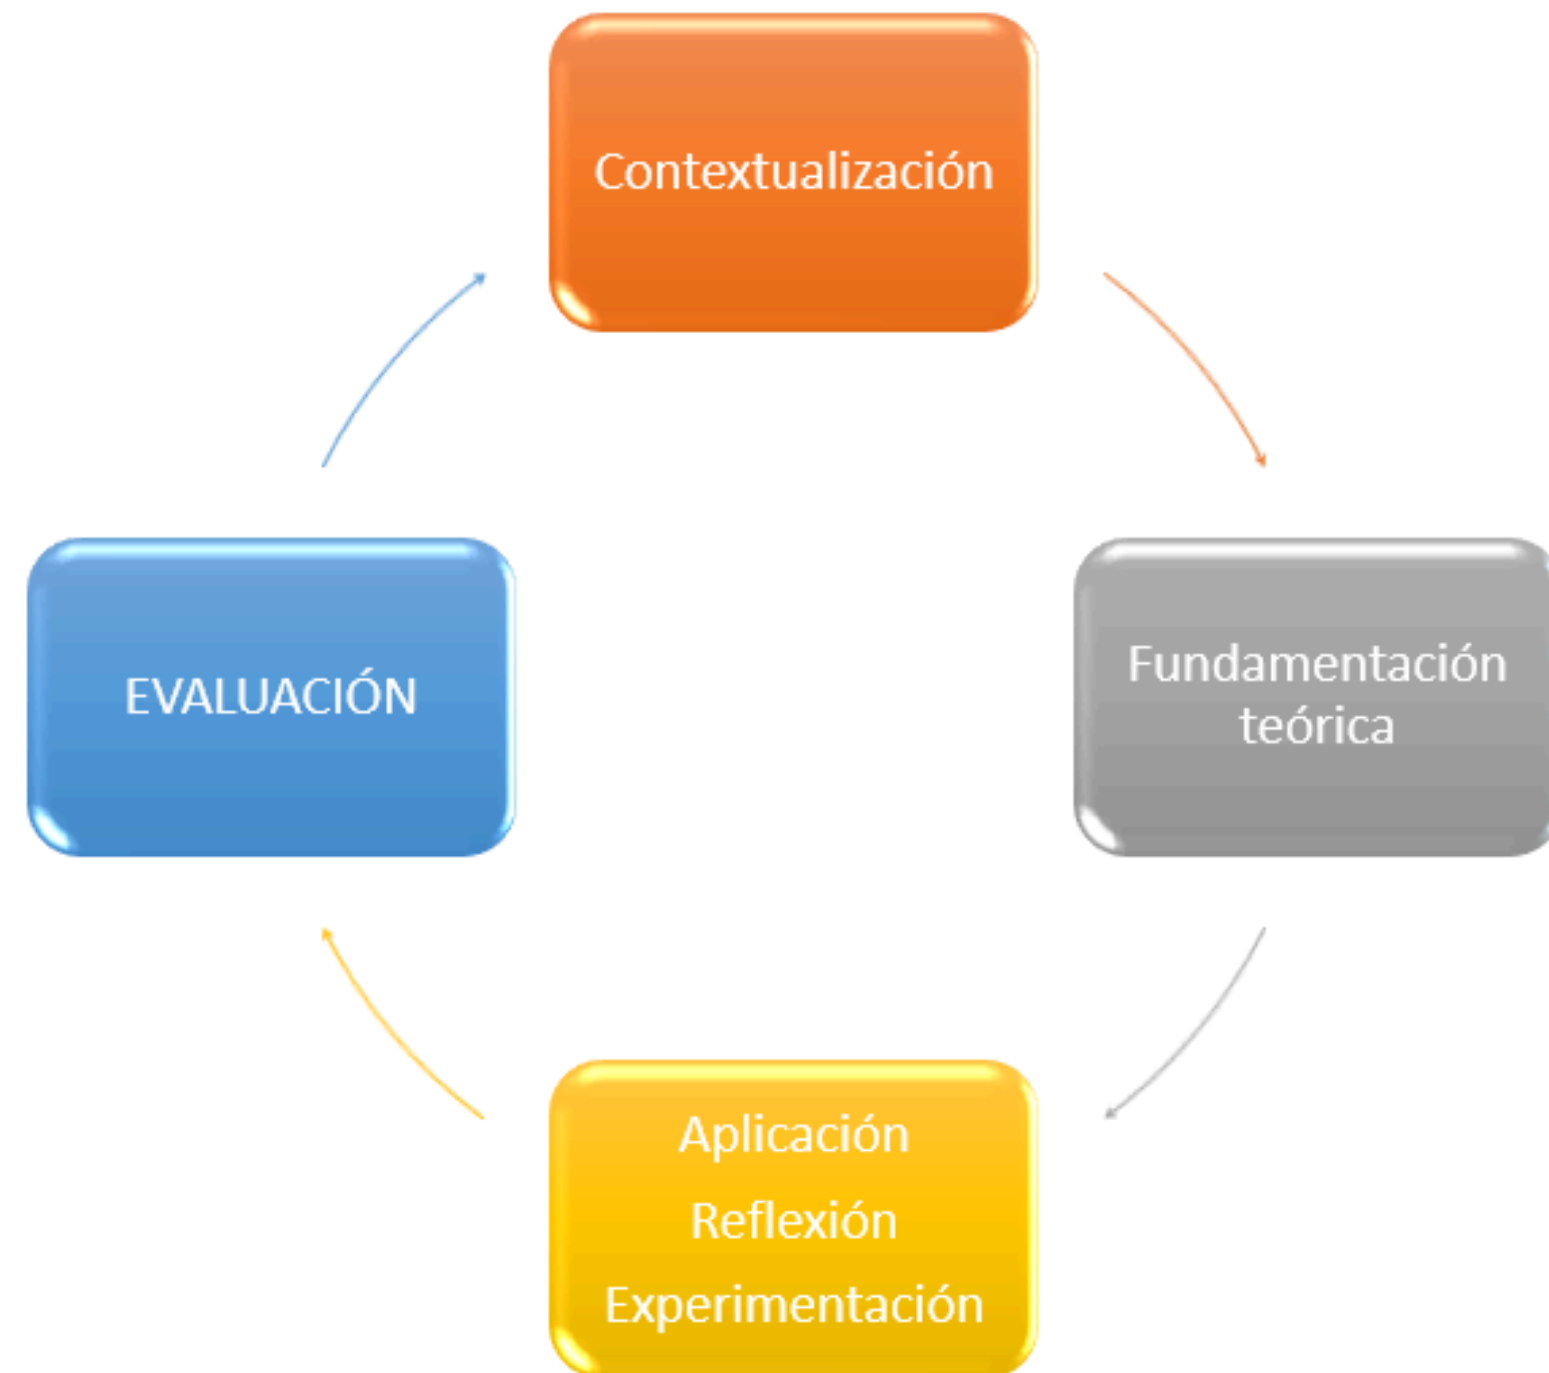 Contextualización
Fundamentación
teórica
Aplicación
Reflexión
Experimentación
EVALUACIÓN